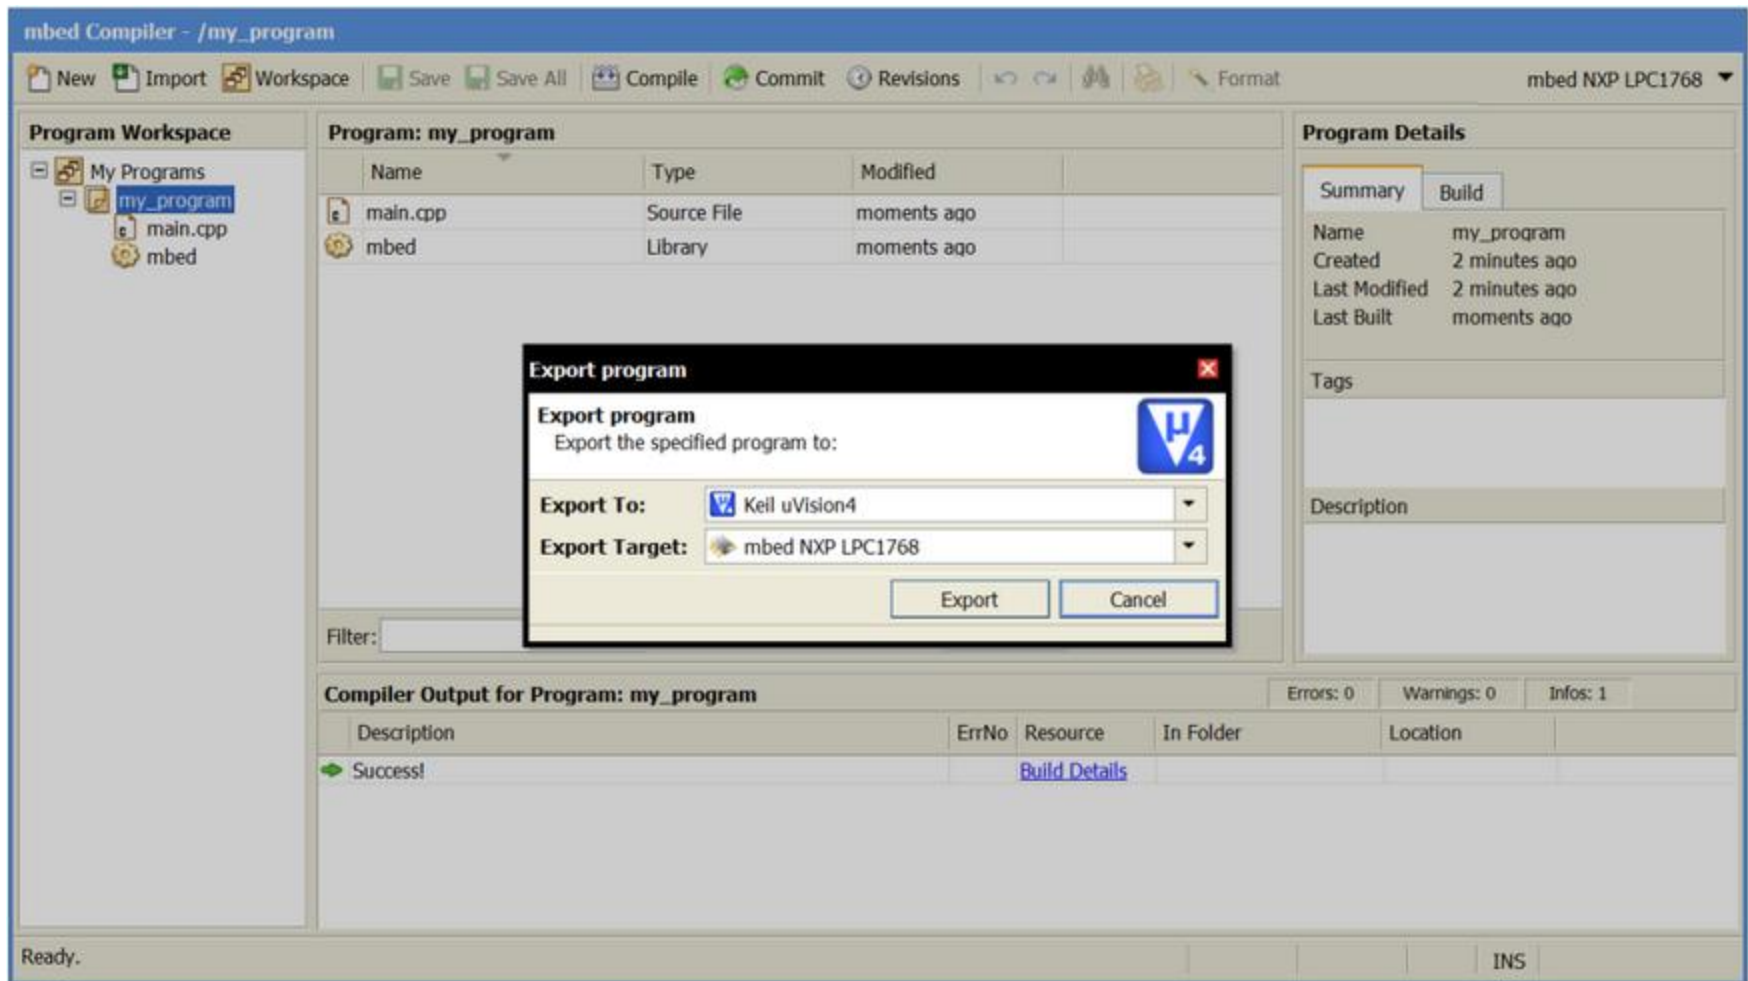 mbed Compiler - /my_program
New Import Workspace Save Save All Compile Commit Revisions Format mbed NXP LPC1768
Program Workspace
My Programs
my_program
main.cpp
mbed
Program: my_program
Name Type Modified
main.cpp Source File moments ago
mbed Library moments ago
Filter:
Program Details
Summary Build
Name my_program
Created 2 minutes ago
Last Modified 2 minutes ago
Last Built moments ago
Tags
Description
Export program
Export program
Export the specified program to:
µ4
Export To: Keil uVision4
Export Target: mbed NXP LPC1768
Export Cancel
Compiler Output for Program: my_program Errors: 0 Warnings: 0 Infos: 1
Description ErrNo Resource In Folder Location
Success! Build Details
Ready. INS